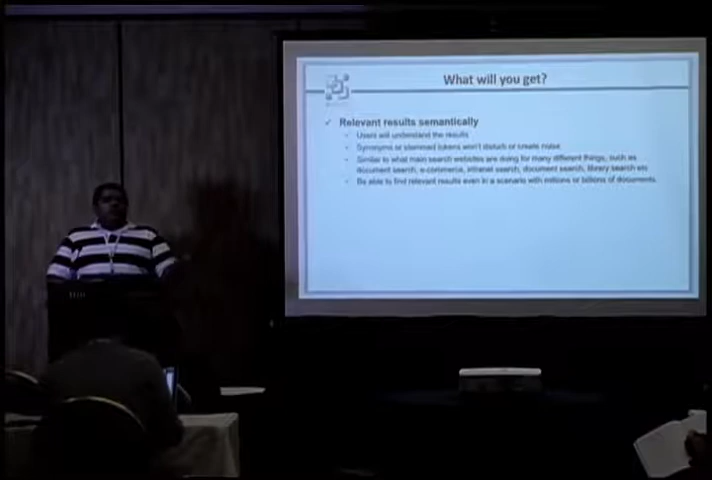 What will you get?
✓ Relevant results semantically
- Users will understand the results
- Synonyms or stemmed tokens won't disturb or create noise
- Similar to what main search websites are doing for many different things, such as
document search, e-commerce, intranet search, document search, library search etc
- Be able to find relevant results even in a scenario with millions or billions of documents.